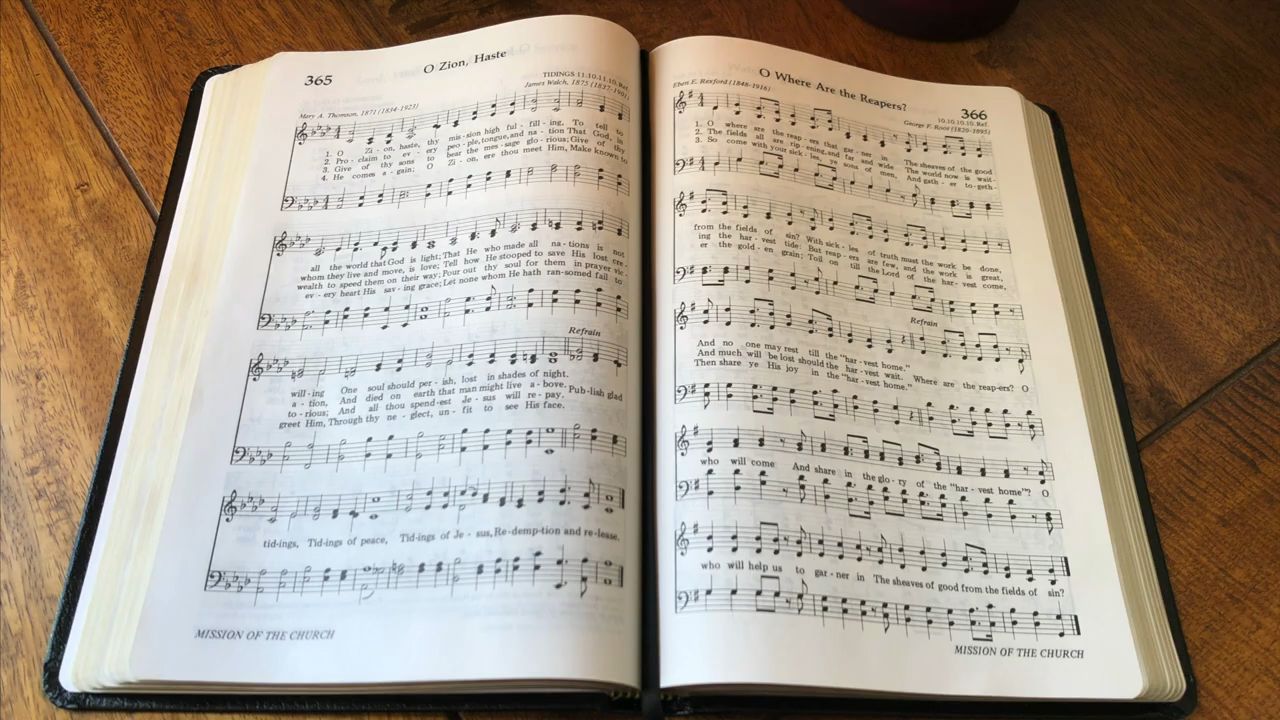 365
O Zion, Haste
TIDINGS 11.10.11.10.Ref.
Mary A. Thomson, 1871 (1834-1923)
James Walch, 1875 (1837-1901)
1. O Zi - on, haste, thy mis - sion high ful - fill - ing, To tell to
2. Pro - claim to ev - ery peo - ple, tongue, and na - tion That God, in
3. Give of thy sons to bear the mes - sage glo - rious; Give of thy
4. He comes a - gain; O Zi - on, ere thou meet Him, Make known to
all the world that God is light; That He who made all na - tions is not
whom they live and move, is love; Tell how He stooped to save His lost cre -
wealth to speed them on their way; Pour out thy soul for them in prayer vic -
ev - ery heart His sav - ing grace; Let none whom He hath ran - somed fail to
Refrain
will - ing One soul should per - ish, lost in shades of night.
a - tion, And died on earth that man might live a - bove. Pub - lish glad
to - rious; And all thou spend - est Je - sus will re - pay.
greet Him, Through thy ne - glect, un - fit to see His face.
tid - ings, Tid - ings of peace, Tid - ings of Je - sus, Re - demp - tion and re - lease.
MISSION OF THE CHURCH
O Where Are the Reapers?
366
Eben E. Rexford (1848-1916)
10.10.10.10.Ref.
George F. Root (1820-1895)
1. O where are the reap - ers that gar - ner in The sheaves of the good
2. The fields all are rip - ening, and far and wide The world now is wait -
3. So come with your sick - les, ye sons of men, And gath - er to - geth -
from the fields of sin? With sick - les of truth must the work be done,
ing the har - vest tide: But reap - ers are few, and the work is great,
er the gold - en grain; Toil on till the Lord of the har - vest come,
Refrain
And no one may rest till the "har - vest home."
And much will be lost should the har - vest wait. Where are the reap - ers? O
Then share ye His joy in the "har - vest home."
who will come And share in the glo - ry of the "har - vest home"? O
who will help us to gar - ner in The sheaves of good from the fields of sin?
MISSION OF THE CHURCH